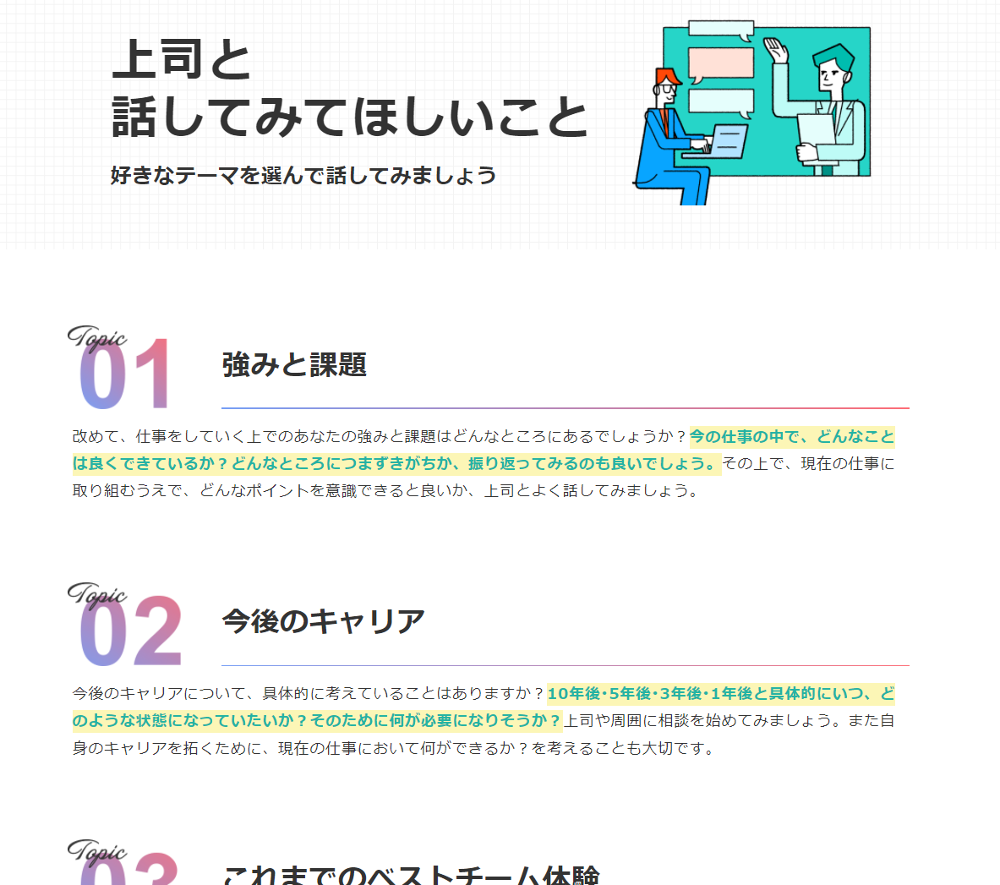 上司と
話してみてほしいこと
好きなテーマを選んで話してみましょう
Topic
01
強みと課題
改めて、仕事をしていく上でのあなたの強みと課題はどんなところにあるでしょうか？今の仕事の中で、どんなこと
は良くできているか？どんなところにつまずきがちか、振り返ってみるのも良いでしょう。その上で、現在の仕事に
取り組むうえで、どんなポイントを意識できると良いか、上司とよく話してみましょう。
Topic
02
今後のキャリア
今後のキャリアについて、具体的に考えていることはありますか？10年後･5年後･3年後･1年後と具体的にいつ、ど
のような状態になっていたいか？そのために何が必要になりそうか？上司や周囲に相談を始めてみましょう。また自
身のキャリアを拓くために、現在の仕事において何ができるか？を考えることも大切です。
Topic
03
これまでのベストチーム体験